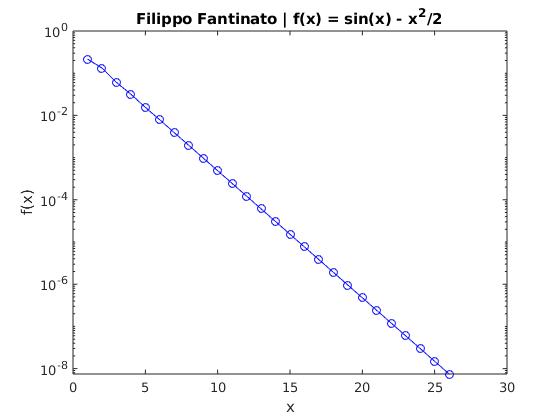 Filippo Fantinato | f(x) = sin(x) - x²/2
10⁰
10⁻²
10⁻⁴
10⁻⁶
10⁻⁸
f(x)
0 5 10 15 20 25 30
x